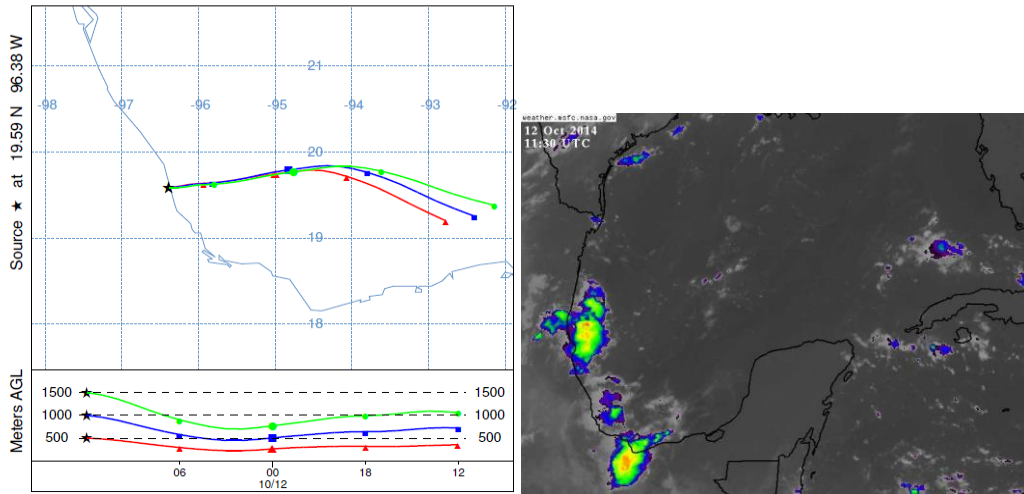 Source ★ at 19.59 N 96.38 W
21
-98 -97 -96 -95 -94 -93 -92
20
19
18
Meters AGL
1500 1500
1000 1000
500 500
06 00 18 12
10/12
weather.msfc.nasa.gov
12 Oct 2014
11:30 UTC